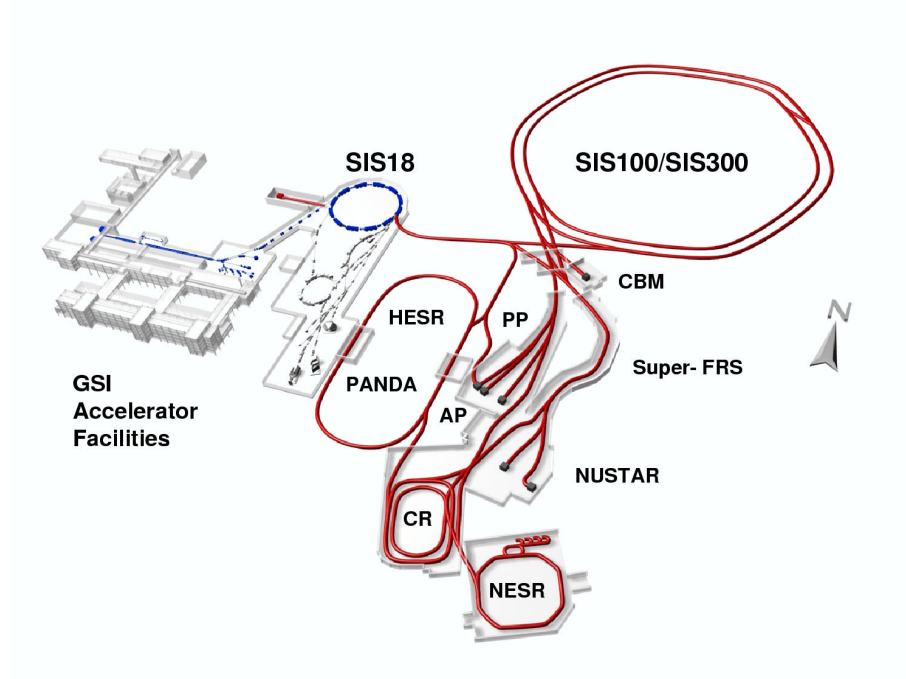 SIS18
SIS100/SIS300
CBM
N
HESR
PP
Super- FRS
PANDA
GSI
Accelerator
Facilities
AP
NUSTAR
CR
NESR